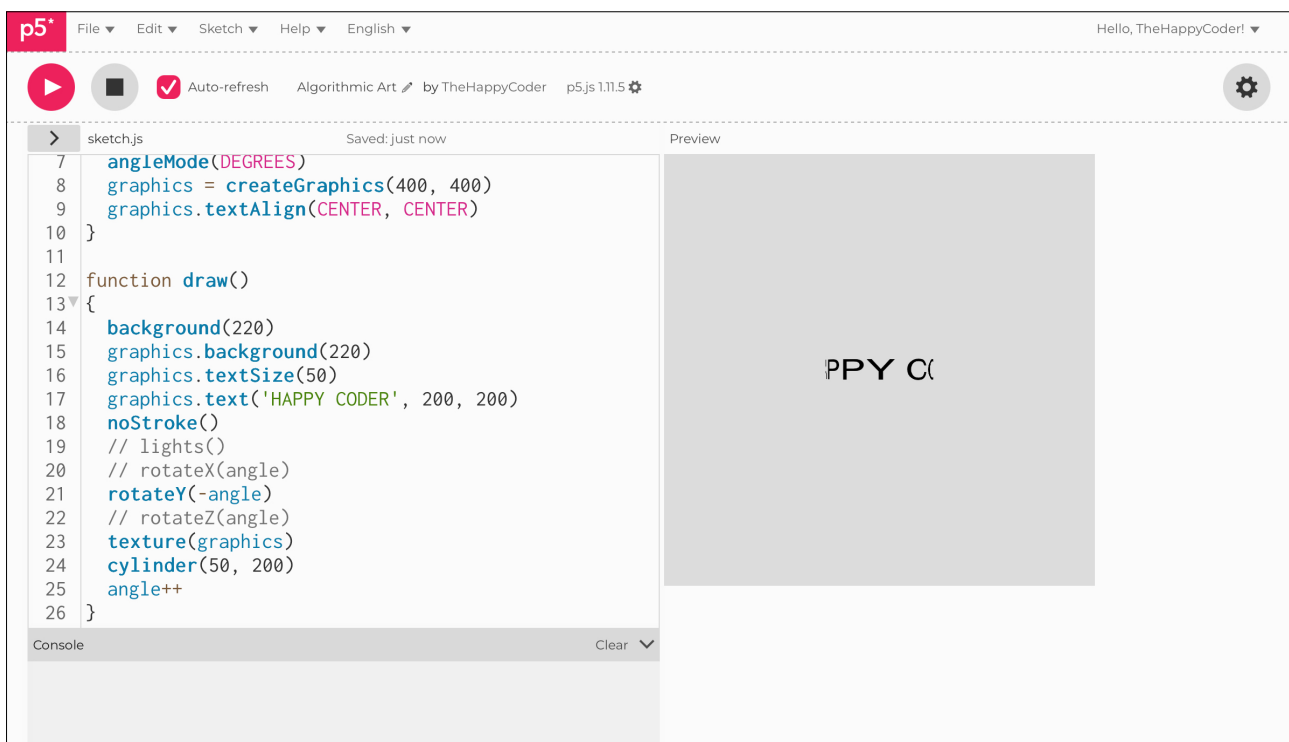 p5* File Edit Sketch Help English Hello, TheHappyCoder!
Auto-refresh Algorithmic Art by TheHappyCoder p5.js 1.11.5
> sketch.js Saved: just now Preview
7 angleMode(DEGREES)
8 graphics = createGraphics(400, 400)
9 graphics.textAlign(CENTER, CENTER)
10 }
11
12 function draw()
13 {
14 background(220)
15 graphics.background(220)
16 graphics.textSize(50)
17 graphics.text('HAPPY CODER', 200, 200)
18 noStroke()
19 // lights()
20 // rotateX(angle)
21 rotateY(-angle)
22 // rotateZ(angle)
23 texture(graphics)
24 cylinder(50, 200)
25 angle++
26 }
PPY CO
Console Clear